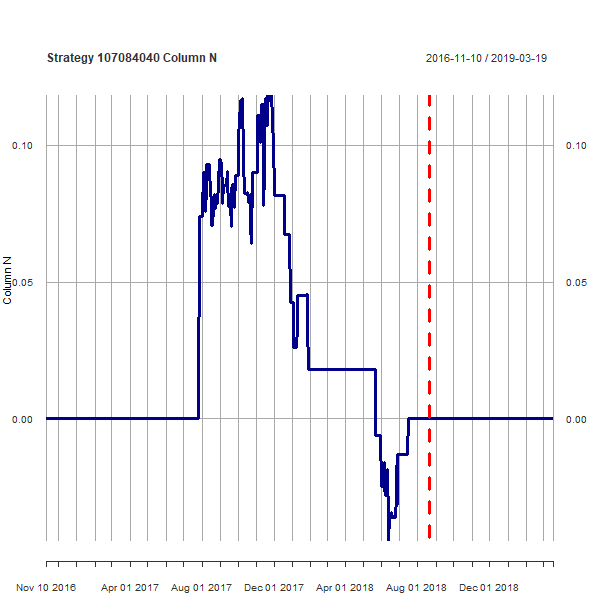 Strategy 107084040 Column N
2016-11-10 / 2019-03-19
0.10
0.10
0.05
0.05
0.00
0.00
Column N
Nov 10 2016
Apr 01 2017
Aug 01 2017
Dec 01 2017
Apr 01 2018
Aug 01 2018
Dec 01 2018